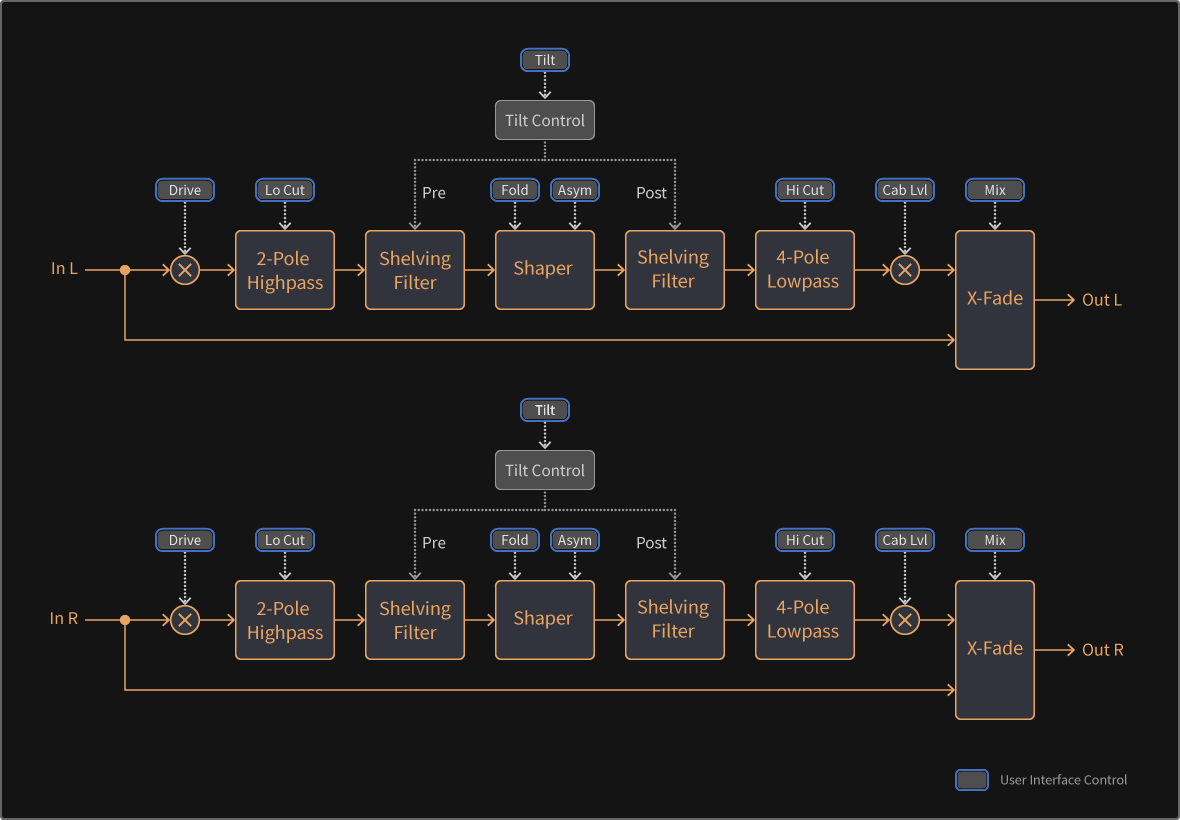 Tilt
Tilt Control
Drive
Lo Cut
Pre
Fold
Asym
Post
Hi Cut
Cab Lvl
Mix
In L
2-Pole
Highpass
Shelving
Filter
Shaper
Shelving
Filter
4-Pole
Lowpass
X-Fade
Out L
Tilt
Tilt Control
Drive
Lo Cut
Pre
Fold
Asym
Post
Hi Cut
Cab Lvl
Mix
In R
2-Pole
Highpass
Shelving
Filter
Shaper
Shelving
Filter
4-Pole
Lowpass
X-Fade
Out R
User Interface Control